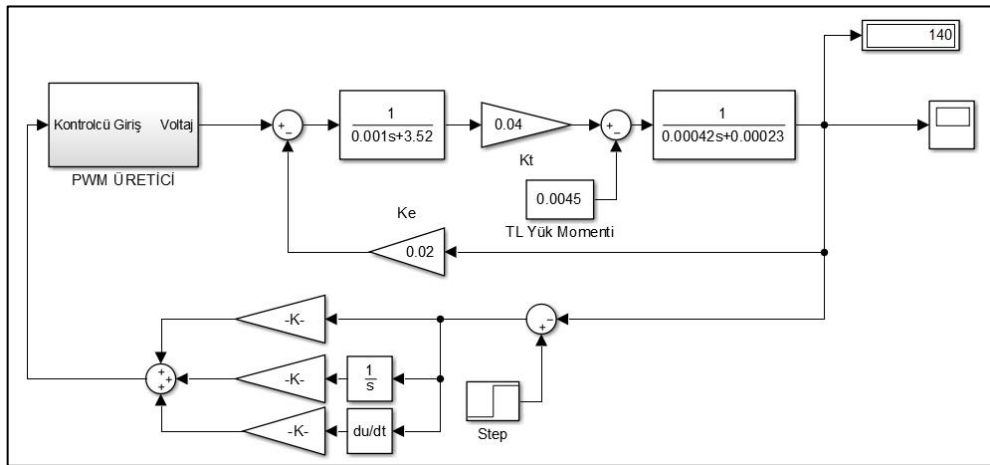 140
Kontrolcü Giriş Voltaj
PWM ÜRETİCİ
+
−
1
0.001s+3.52
0.04
Kt
+
−
1
0.00042s+0.00023
0.0045
TL Yük Momenti
Ke
0.02
-K-
-K-
1
s
-K-
du/dt
+
+
+
−
+
Step